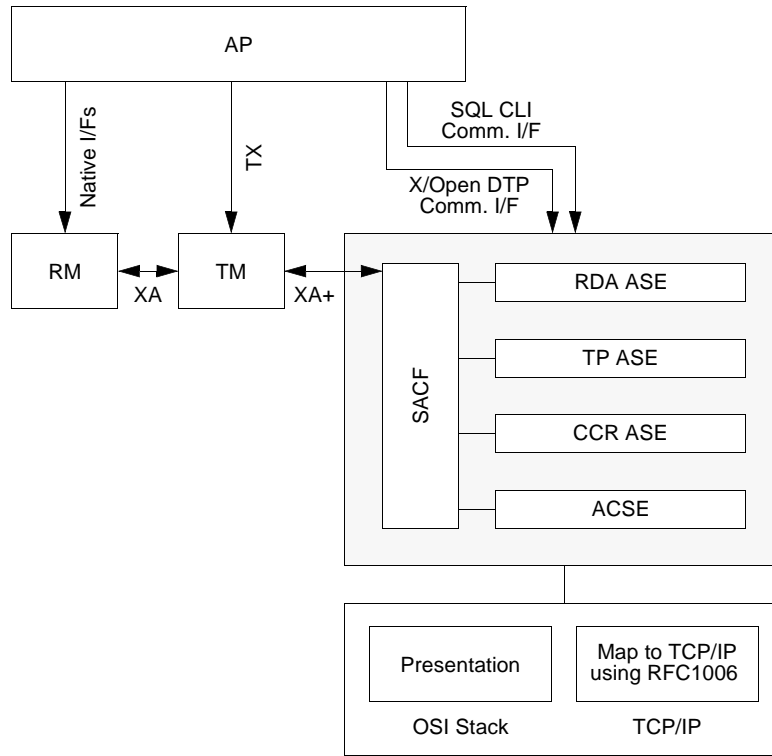 AP
Native I/Fs
TX
SQL CLI
Comm. I/F
X/Open DTP
Comm. I/F
RM
XA
TM
XA+
SACF
RDA ASE
TP ASE
CCR ASE
ACSE
Presentation
OSI Stack
Map to TCP/IP
using RFC1006
TCP/IP